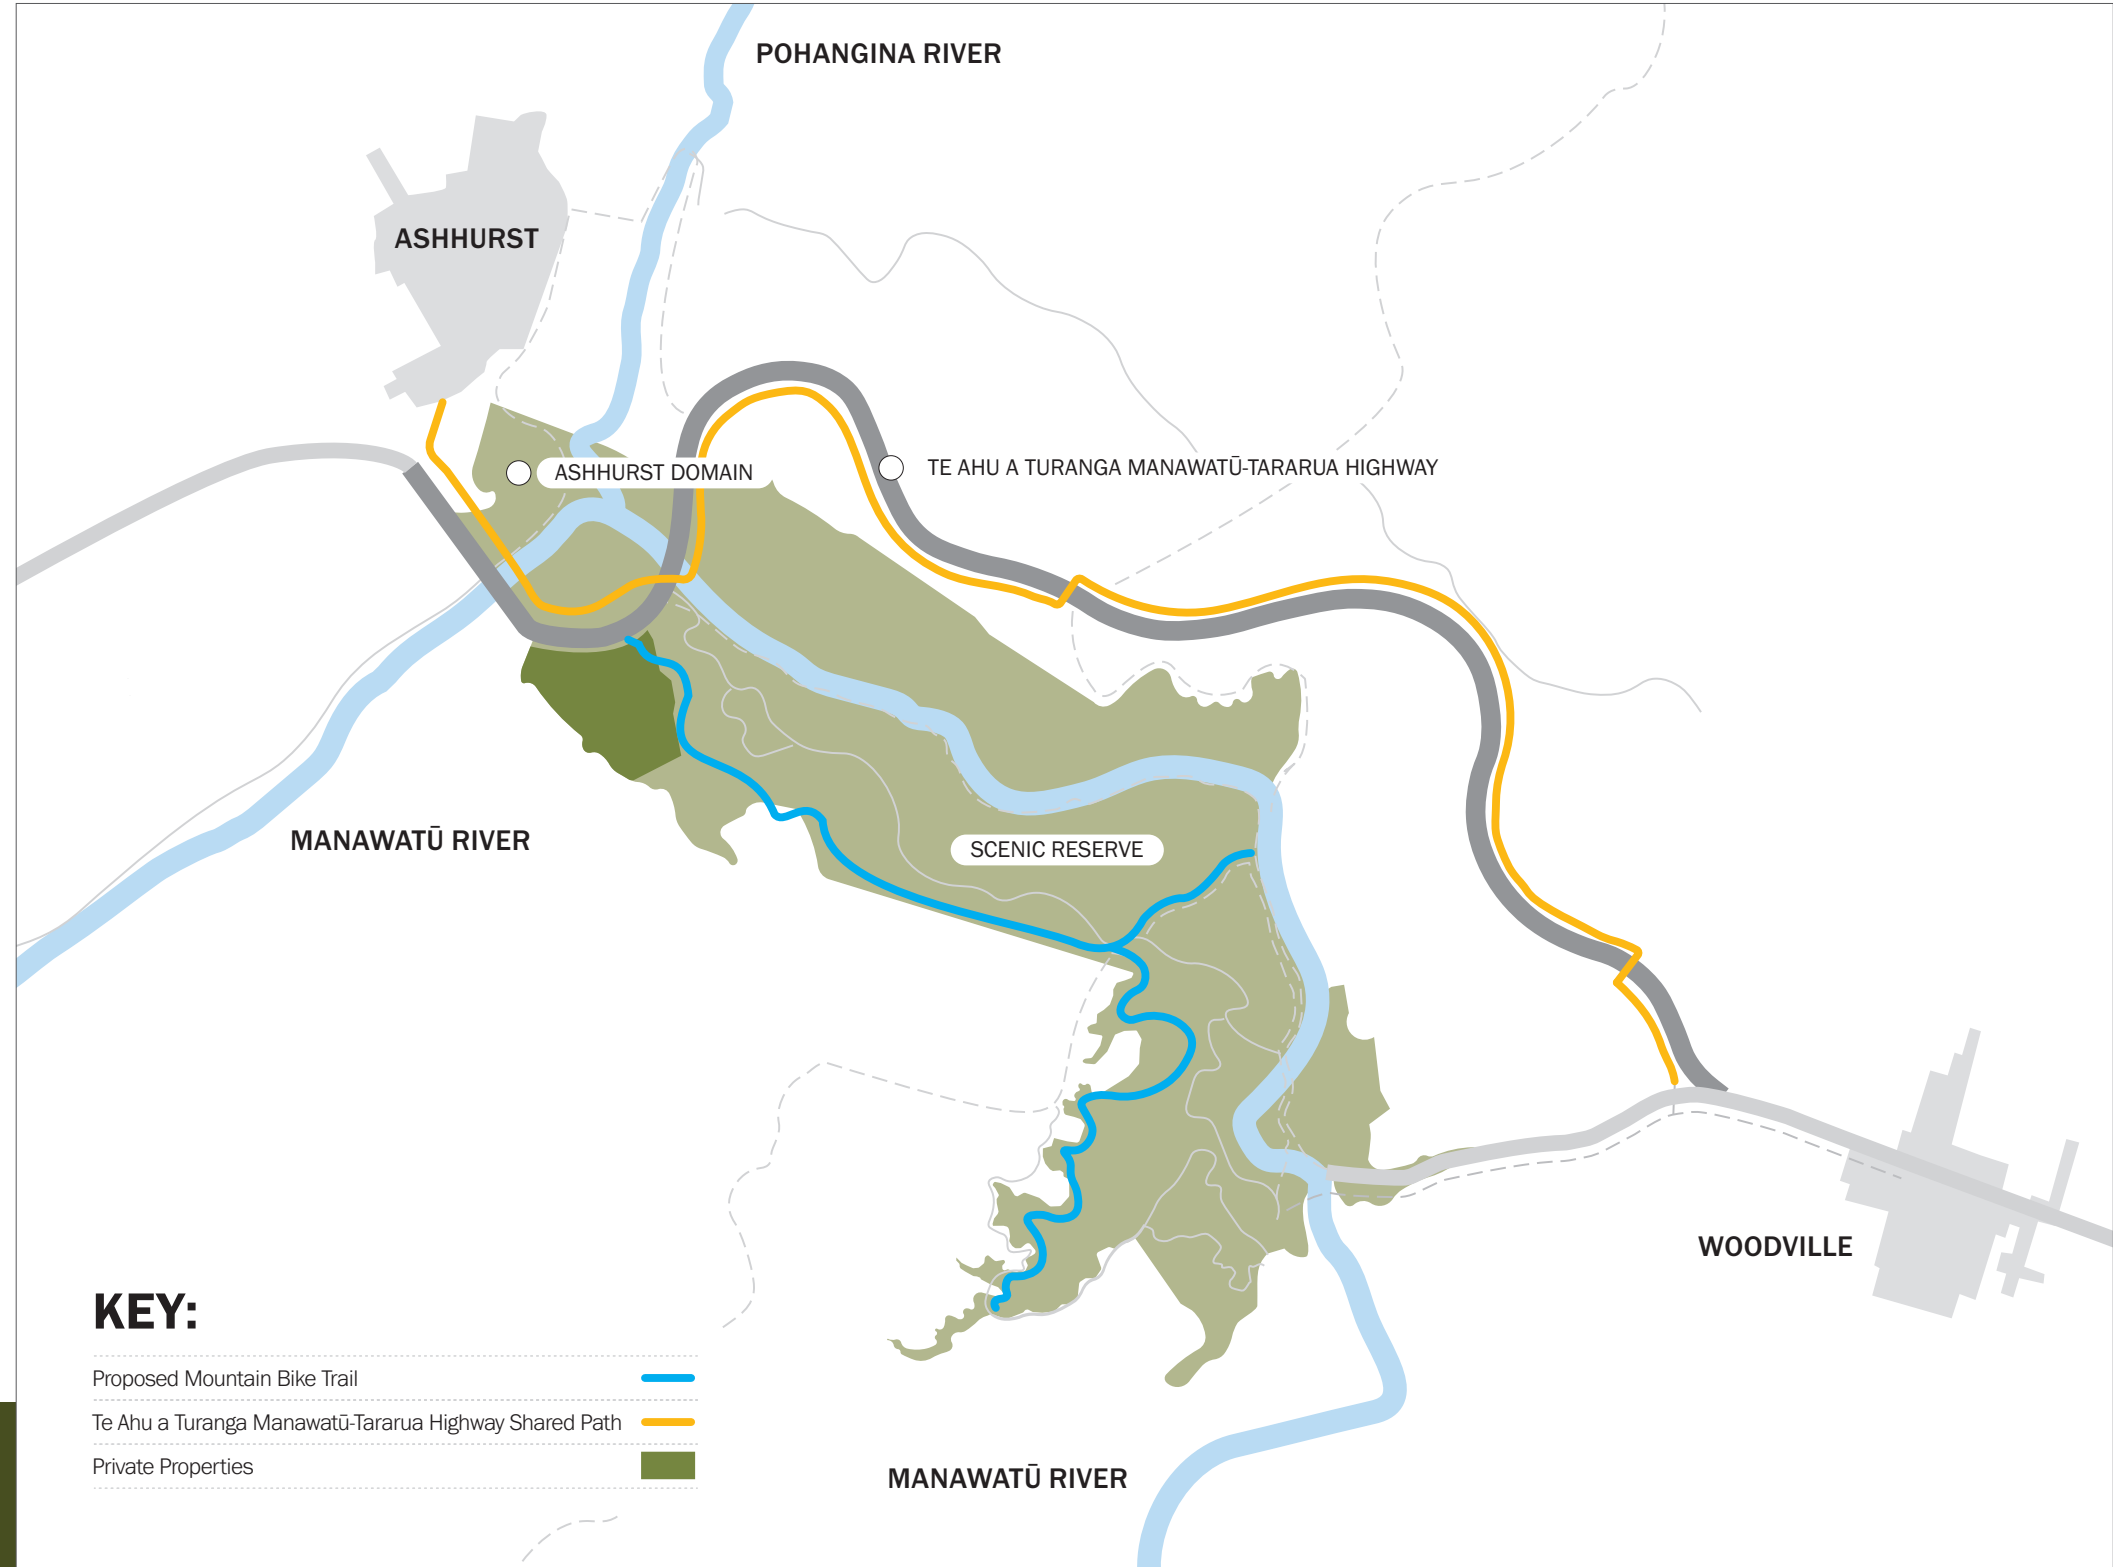 POHANGINA RIVER
ASHHURST
ASHHURST DOMAIN
TE AHU A TURANGA MANAWATŪ-TARARUA HIGHWAY
MANAWATŪ RIVER
SCENIC RESERVE
WOODVILLE
KEY:
Proposed Mountain Bike Trail
Te Ahu a Turanga Manawatū-Tararua Highway Shared Path
Private Properties
MANAWATŪ RIVER